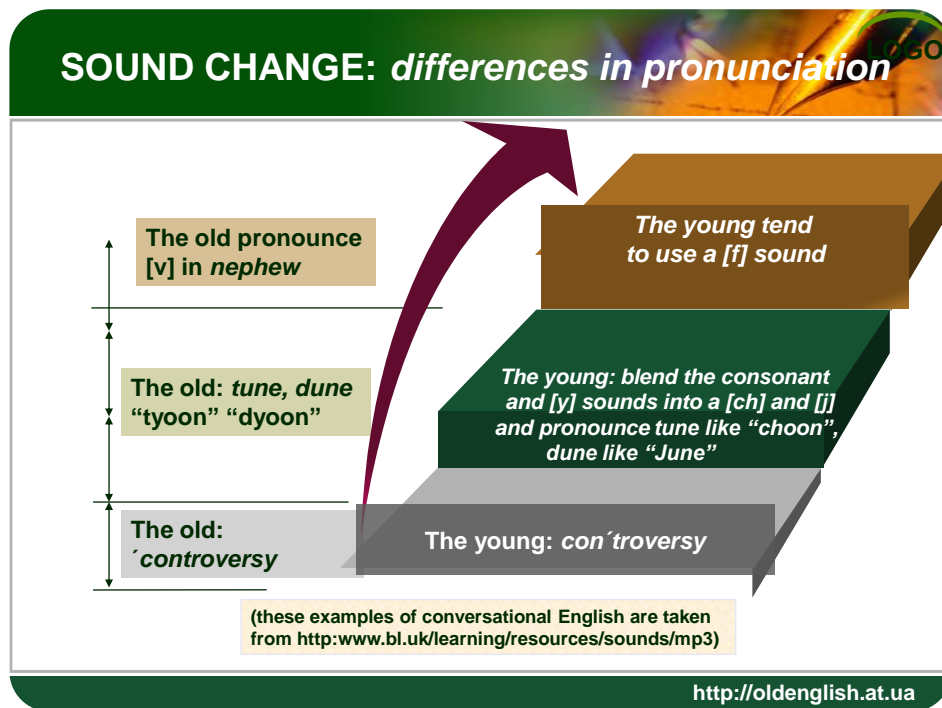 SOUND CHANGE: differences in pronunciation
LOGO
The old pronounce
[v] in nephew
The young tend
to use a [f] sound
The old: tune, dune
“tyoon” “dyoon”
The young: blend the consonant
and [y] sounds into a [ch] and [j]
and pronounce tune like “choon”,
dune like “June”
The old:
´controversy
The young: con´troversy
(these examples of conversational English are taken
from http:www.bl.uk/learning/resources/sounds/mp3)
http://oldenglish.at.ua